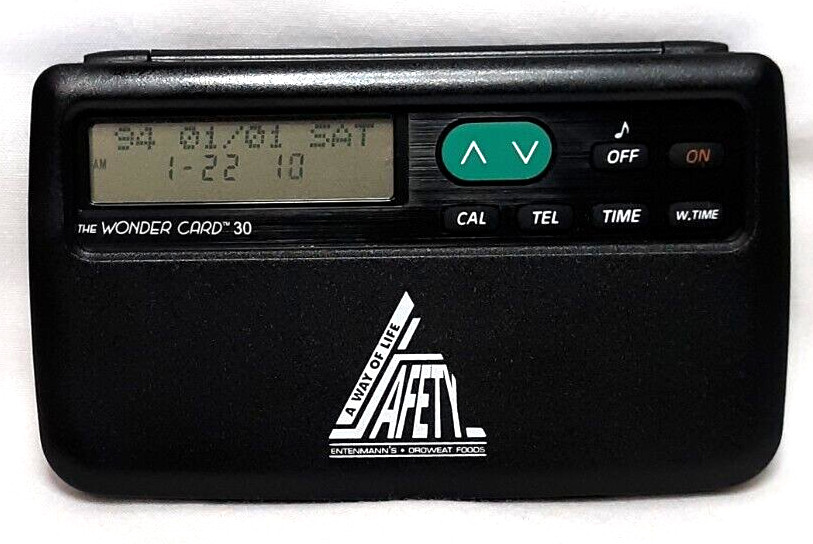 94 01/01 SAT
AM 1-22 10
THE WONDER CARD™ 30
∧ ∨
♪
OFF
ON
CAL
TEL
TIME
W.TIME
A WAY OF LIFE
SAFETY
ENTENMANN'S • OROWEAT FOODS